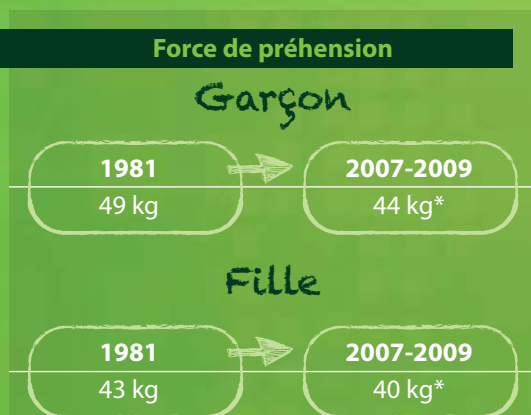 Force de préhension
Garçon
1981 2007-2009
49 kg 44 kg*
Fille
1981 2007-2009
43 kg 40 kg*